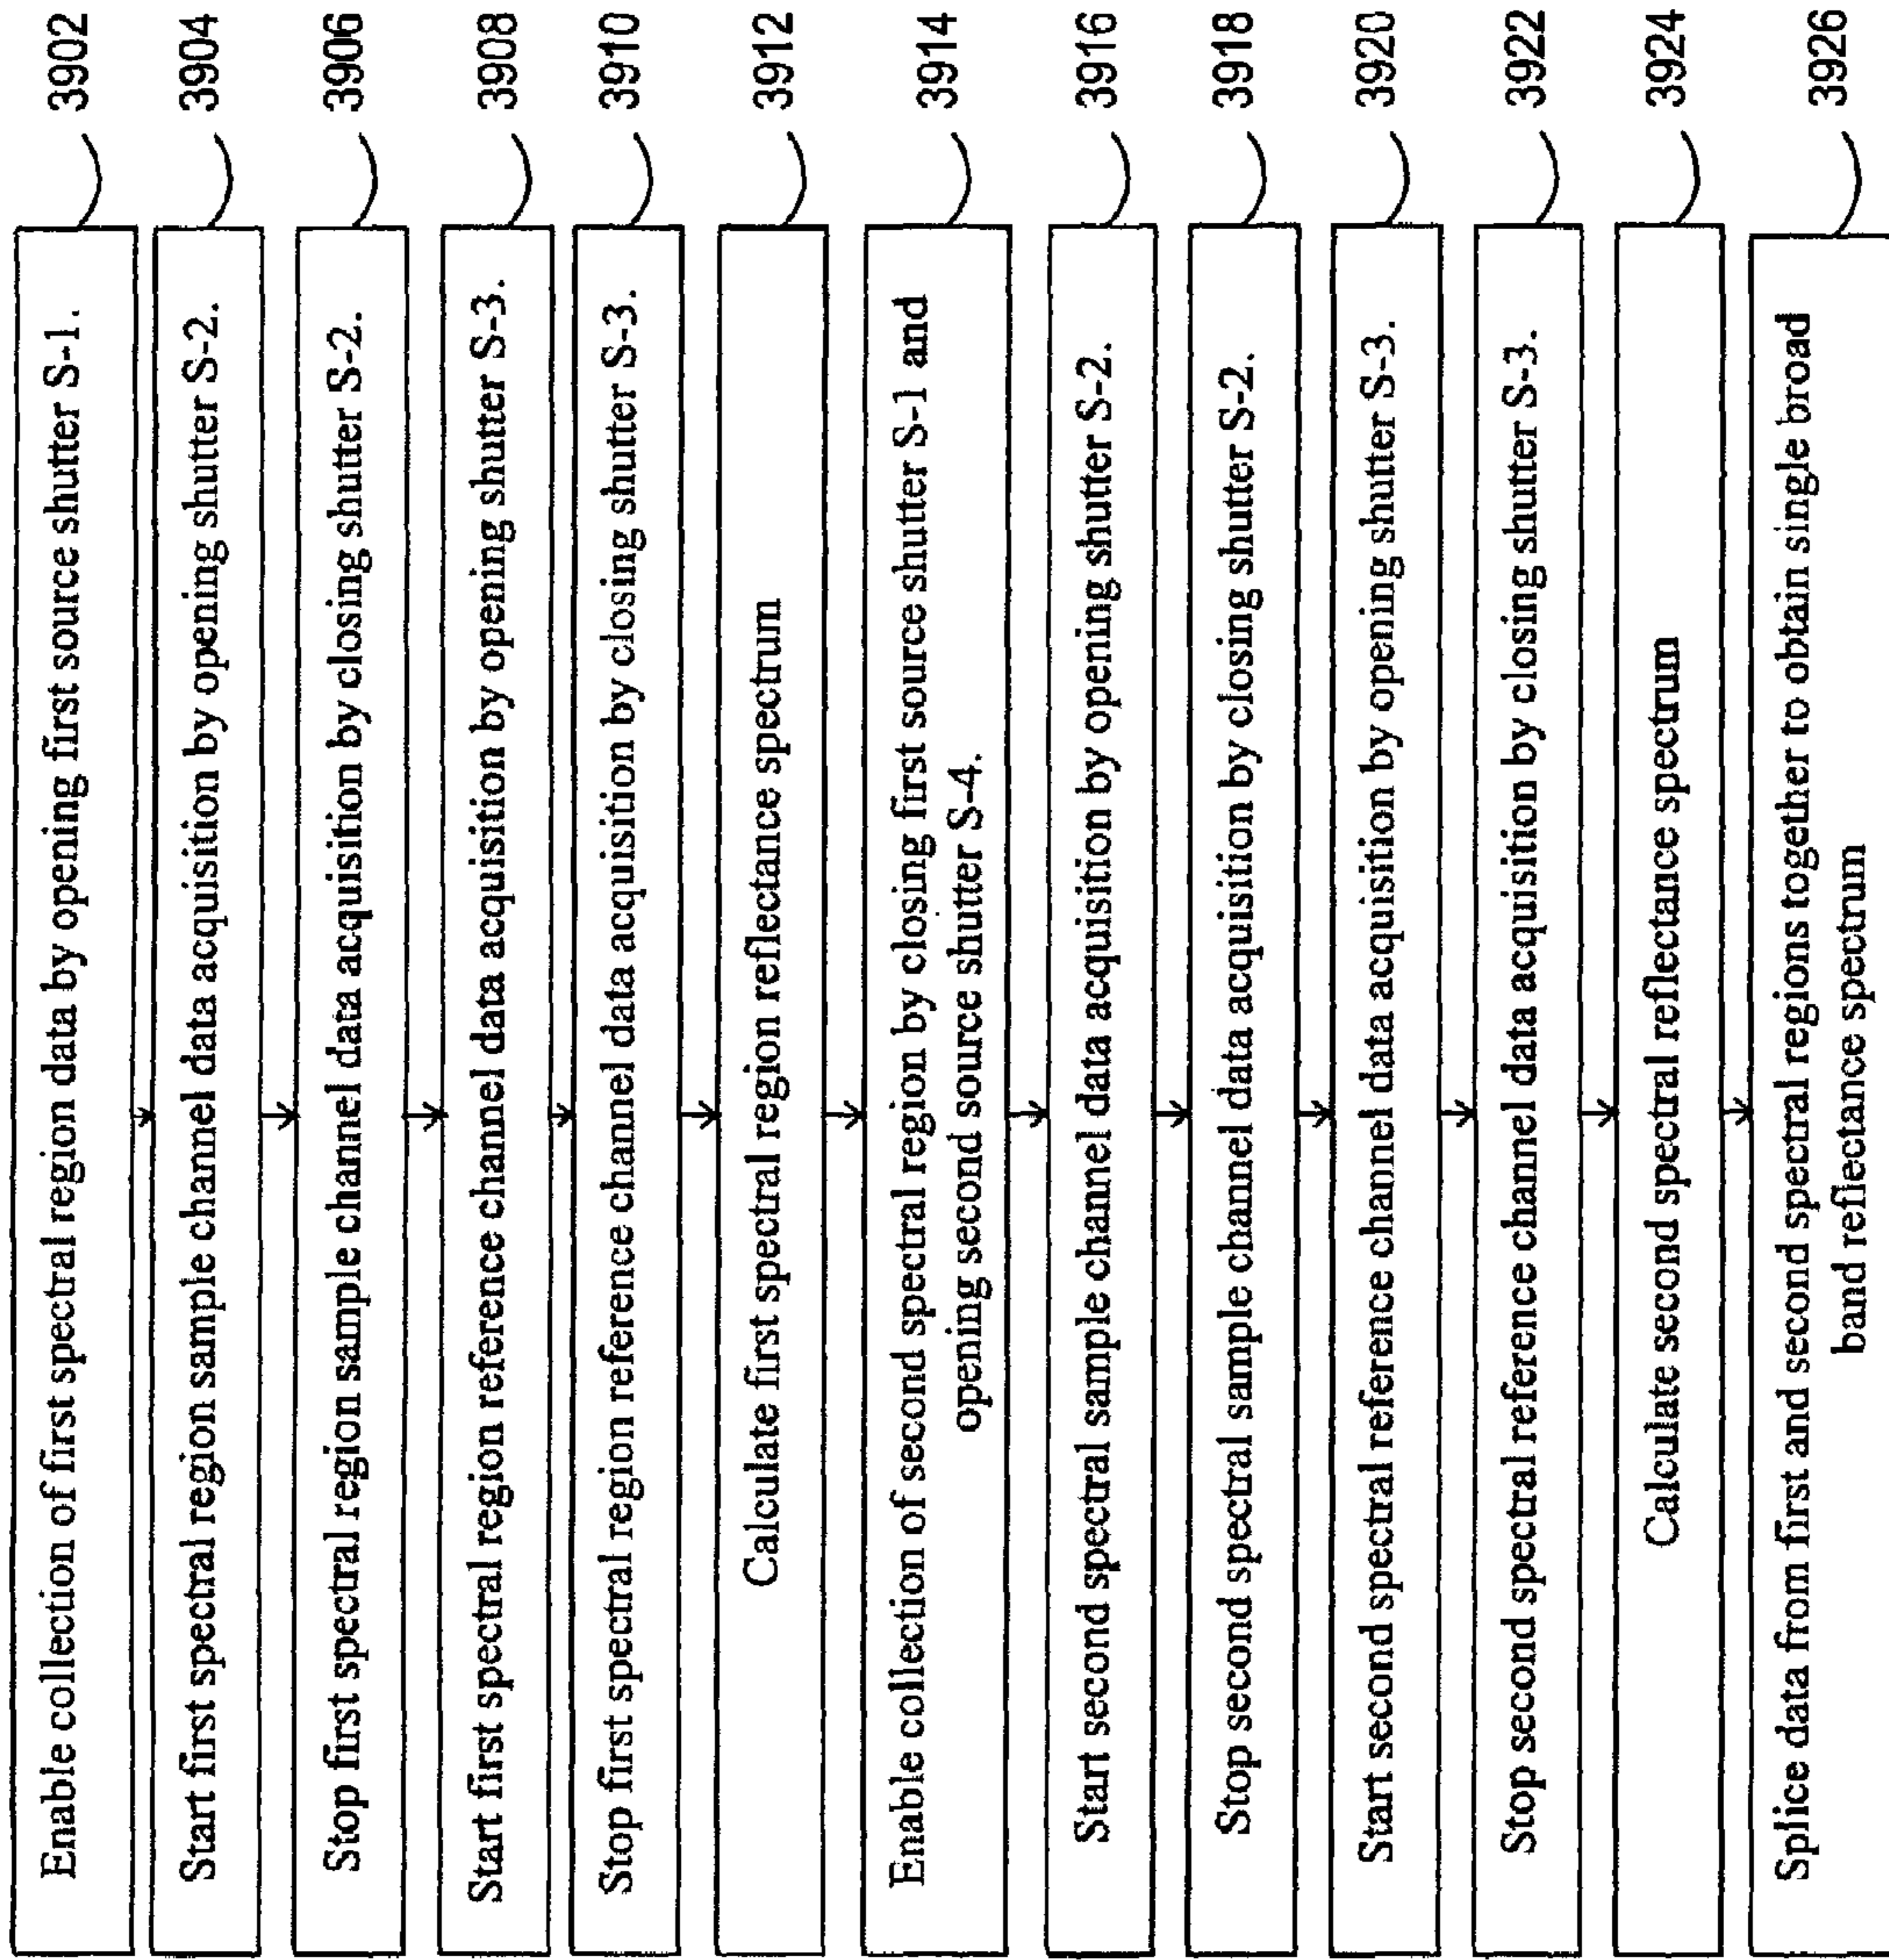 Enable collection of first spectral region data by opening first source shutter S-1.
3902
Start first spectral region sample channel data acquisition by opening shutter S-2.
3904
Stop first spectral region sample channel data acquisition by closing shutter S-2.
3906
Start first spectral region reference channel data acquisition by opening shutter S-3.
3908
Stop first spectral region reference channel data acquisition by closing shutter S-3.
3910
Calculate first spectral region reflectance spectrum
3912
Enable collection of second spectral region by closing first source shutter S-1 and
opening second source shutter S-4.
3914
Start second spectral sample channel data acquisition by opening shutter S-2.
3916
Stop second spectral sample channel data acquisition by closing shutter S-2.
3918
Start second spectral reference channel data acquisition by opening shutter S-3.
3920
Stop second spectral reference channel data acquisition by closing shutter S-3.
3922
Calculate second spectral reflectance spectrum
3924
Splice data from first and second spectral regions together to obtain single broad
band reflectance spectrum
3926